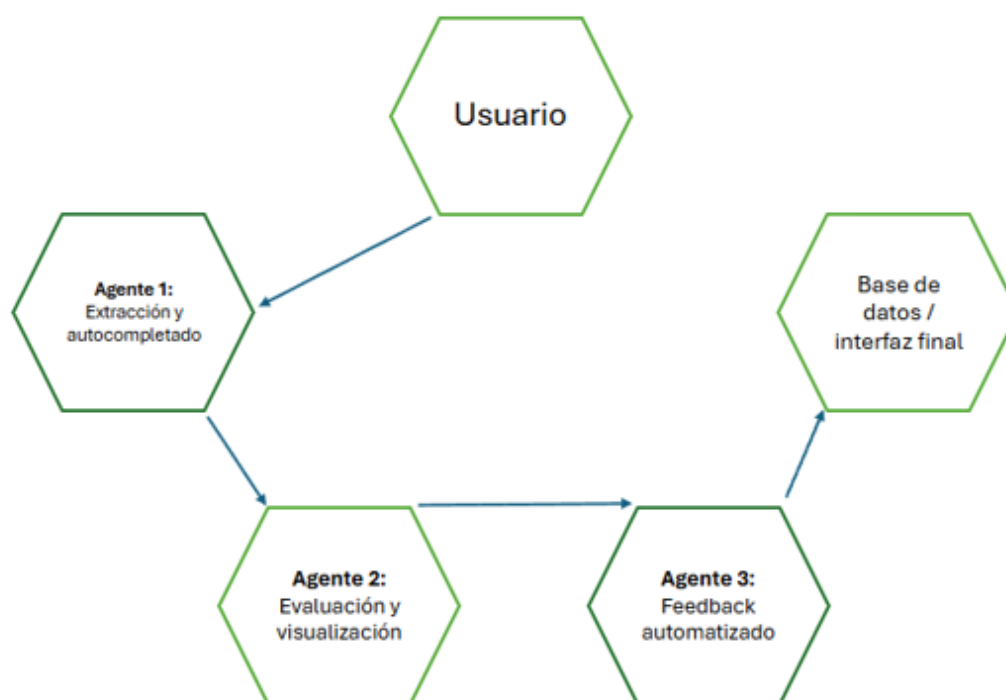 Usuario
Agente 1:
Extracción y
autocompletado
Base de
datos /
interfaz final
Agente 2:
Evaluación y
visualización
Agente 3:
Feedback
automatizado